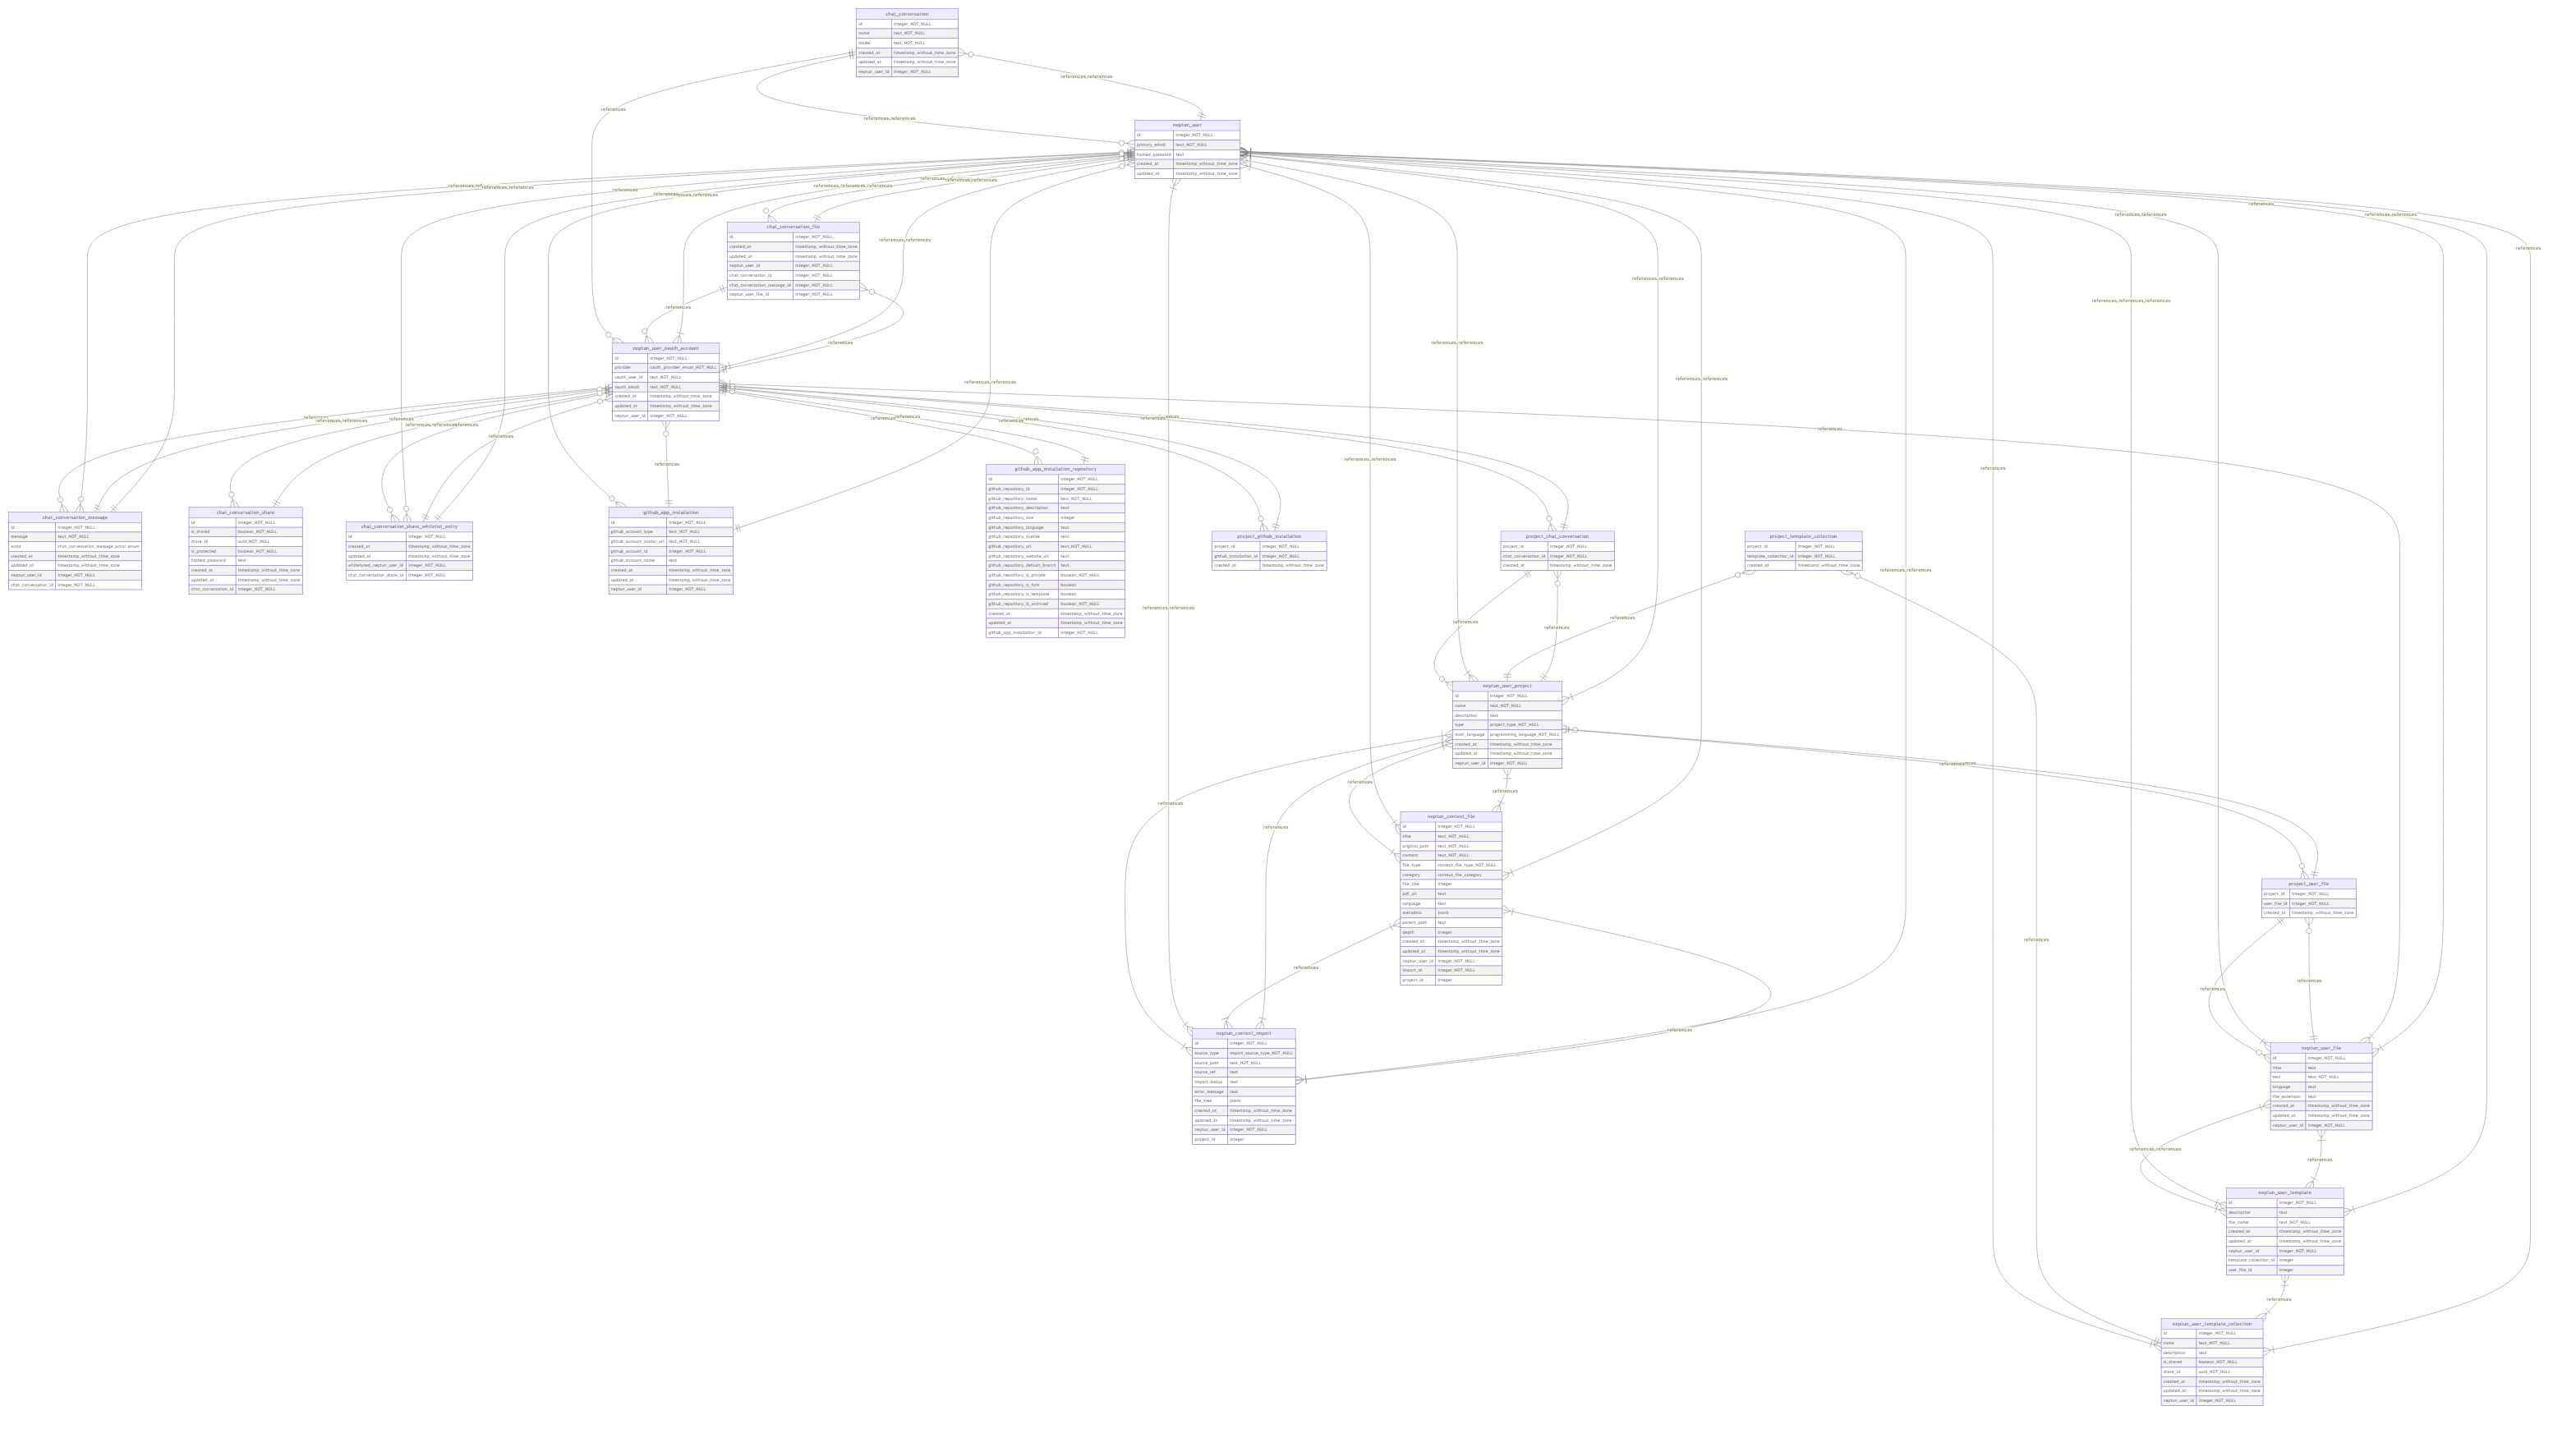 chat_conversation
id integer_NOT_NULL
name text_NOT_NULL
model text_NOT_NULL
created_at timestamp_without_time_zone
updated_at timestamp_without_time_zone
neptun_user_id integer_NOT_NULL
references,references
references
references,references
neptun_user
id integer_NOT_NULL
primary_email text_NOT_NULL
hashed_password text
created_at timestamp_without_time_zone
updated_at timestamp_without_time_zone
references,references
references
references,references
references,references
references
references,references
references,references
references
chat_conversation_file
id integer_NOT_NULL
created_at timestamp_without_time_zone
updated_at timestamp_without_time_zone
neptun_user_id integer_NOT_NULL
chat_conversation_id integer_NOT_NULL
chat_conversation_message_id integer_NOT_NULL
neptun_user_file_id integer_NOT_NULL
references,references
references
references,references,references
references
references,references
references
neptun_user_oauth_account
id integer_NOT_NULL
provider oauth_provider_enum_NOT_NULL
oauth_user_id text_NOT_NULL
oauth_email text_NOT_NULL
created_at timestamp_without_time_zone
updated_at timestamp_without_time_zone
neptun_user_id integer_NOT_NULL
references,references
references,references
references
references
references
references
references,references
references
references
references,references
references
github_app_installation_repository
id integer_NOT_NULL
github_repository_id integer_NOT_NULL
github_repository_name text_NOT_NULL
github_repository_description text
github_repository_size integer
github_repository_language text
github_repository_license text
github_repository_url text_NOT_NULL
github_repository_website_url text
github_repository_default_branch text
github_repository_is_private boolean_NOT_NULL
github_repository_is_fork boolean
github_repository_is_template boolean
github_repository_is_archived boolean_NOT_NULL
created_at timestamp_without_time_zone
updated_at timestamp_without_time_zone
github_app_installation_id integer_NOT_NULL
chat_conversation_message
id integer_NOT_NULL
message text_NOT_NULL
actor chat_conversation_message_actor_enum
created_at timestamp_without_time_zone
updated_at timestamp_without_time_zone
neptun_user_id integer_NOT_NULL
chat_conversation_id integer_NOT_NULL
chat_conversation_share
id integer_NOT_NULL
is_shared boolean_NOT_NULL
share_id uuid_NOT_NULL
is_protected boolean_NOT_NULL
hashed_password text
created_at timestamp_without_time_zone
updated_at timestamp_without_time_zone
chat_conversation_id integer_NOT_NULL
chat_conversation_share_whitelist_entry
id integer_NOT_NULL
created_at timestamp_without_time_zone
updated_at timestamp_without_time_zone
whitelisted_neptun_user_id integer_NOT_NULL
chat_conversation_share_id integer_NOT_NULL
github_app_installation
id integer_NOT_NULL
github_account_type text_NOT_NULL
github_account_avatar_url text_NOT_NULL
github_account_id integer_NOT_NULL
github_account_name text
created_at timestamp_without_time_zone
updated_at timestamp_without_time_zone
neptun_user_id integer_NOT_NULL
project_github_installation
project_id integer_NOT_NULL
github_installation_id integer_NOT_NULL
created_at timestamp_without_time_zone
project_chat_conversation
project_id integer_NOT_NULL
chat_conversation_id integer_NOT_NULL
created_at timestamp_without_time_zone
project_template_collection
project_id integer_NOT_NULL
template_collection_id integer_NOT_NULL
created_at timestamp_without_time_zone
references,references
references,references
references
references
references
neptun_user_project
id integer_NOT_NULL
name text_NOT_NULL
description text
type project_type_NOT_NULL
main_language programming_language_NOT_NULL
created_at timestamp_without_time_zone
updated_at timestamp_without_time_zone
neptun_user_id integer_NOT_NULL
references
references
references
references
references
neptun_context_file
id integer_NOT_NULL
title text_NOT_NULL
original_path text_NOT_NULL
content text_NOT_NULL
file_type context_file_type_NOT_NULL
category context_file_category
file_size integer
pdf_url text
language text
metadata jsonb
parent_path text
depth integer
created_at timestamp_without_time_zone
updated_at timestamp_without_time_zone
neptun_user_id integer_NOT_NULL
import_id integer_NOT_NULL
project_id integer
project_user_file
project_id integer_NOT_NULL
user_file_id integer_NOT_NULL
created_at timestamp_without_time_zone
references
references
references
references
references
neptun_context_import
id integer_NOT_NULL
source_type import_source_type_NOT_NULL
source_path text_NOT_NULL
source_ref text
import_status text
error_message text
file_tree jsonb
created_at timestamp_without_time_zone
updated_at timestamp_without_time_zone
neptun_user_id integer_NOT_NULL
project_id integer
neptun_user_file
id integer_NOT_NULL
title text
text text_NOT_NULL
language text
file_extension text
created_at timestamp_without_time_zone
updated_at timestamp_without_time_zone
neptun_user_id integer_NOT_NULL
references,references
references
neptun_user_template
id integer_NOT_NULL
description text
file_name text_NOT_NULL
created_at timestamp_without_time_zone
updated_at timestamp_without_time_zone
neptun_user_id integer_NOT_NULL
template_collection_id integer
user_file_id integer
references
neptun_user_template_collection
id integer_NOT_NULL
name text_NOT_NULL
description text
is_shared boolean_NOT_NULL
share_id uuid_NOT_NULL
created_at timestamp_without_time_zone
updated_at timestamp_without_time_zone
neptun_user_id integer_NOT_NULL